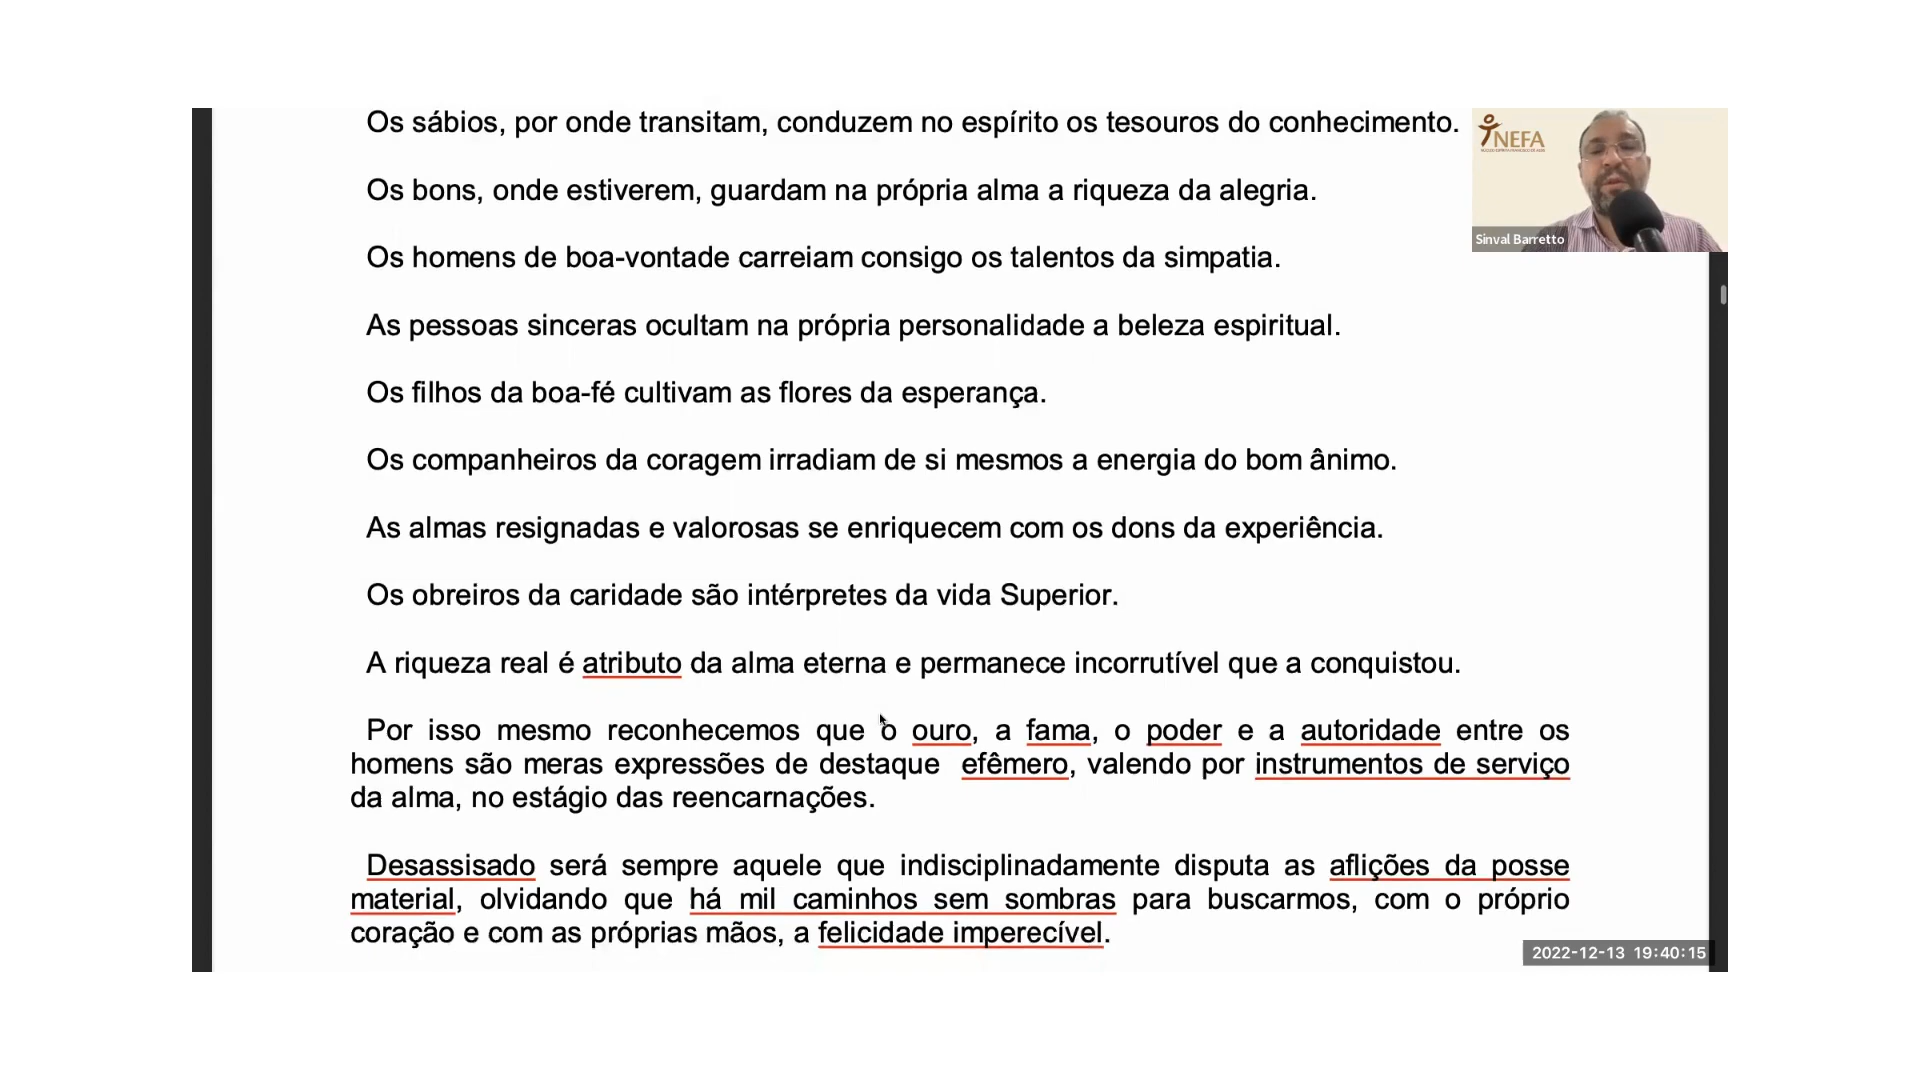 Os sábios, por onde transitam, conduzem no espírito os tesouros do conhecimento.
NEFA
Sinval Barretto
Os bons, onde estiverem, guardam na própria alma a riqueza da alegria.
Os homens de boa-vontade carreiam consigo os talentos da simpatia.
As pessoas sinceras ocultam na própria personalidade a beleza espiritual.
Os filhos da boa-fé cultivam as flores da esperança.
Os companheiros da coragem irradiam de si mesmos a energia do bom ânimo.
As almas resignadas e valorosas se enriquecem com os dons da experiência.
Os obreiros da caridade são intérpretes da vida Superior.
A riqueza real é atributo da alma eterna e permanece incorrutível que a conquistou.
Por isso mesmo reconhecemos que o ouro, a fama, o poder e a autoridade entre os
homens são meras expressões de destaque efêmero, valendo por instrumentos de serviço
da alma, no estágio das reencarnações.
Desassisado será sempre aquele que indisciplinadamente disputa as aflições da posse
material, olvidando que há mil caminhos sem sombras para buscarmos, com o próprio
coração e com as próprias mãos, a felicidade imperecível.
2022-12-13 19:40:15